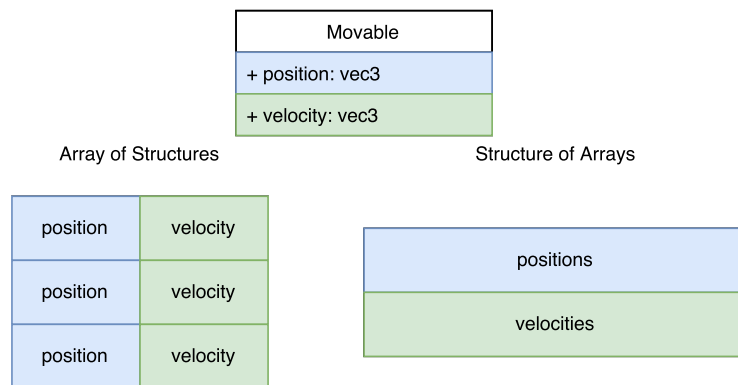 Movable
+ position: vec3
+ velocity: vec3
Array of Structures
Structure of Arrays
position velocity
position velocity
position velocity
positions
velocities